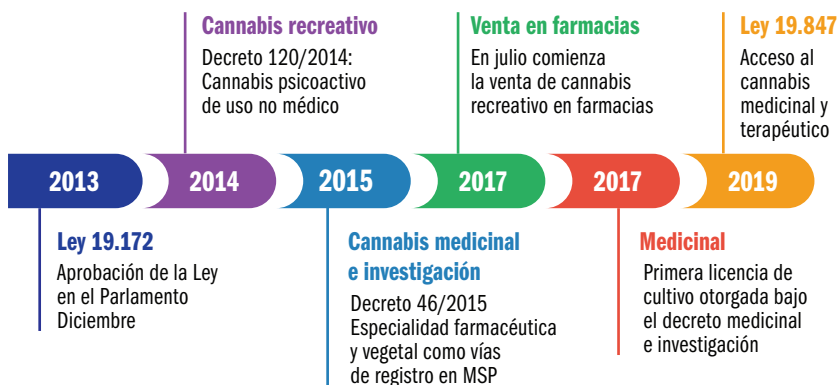 Cannabis recreativo
Decreto 120/2014:
Cannabis psicoactivo
de uso no médico
Venta en farmacias
En julio comienza
la venta de cannabis
recreativo en farmacias
Ley 19.847
Acceso al
cannabis
medicinal y
terapéutico
2013
2014
2015
2017
2017
2019
Ley 19.172
Aprobación de la Ley
en el Parlamento
Diciembre
Cannabis medicinal
e investigación
Decreto 46/2015
Especialidad farmacéutica
y vegetal como vías
de registro en MSP
Medicinal
Primera licencia de
cultivo otorgada bajo
el decreto medicinal
e investigación